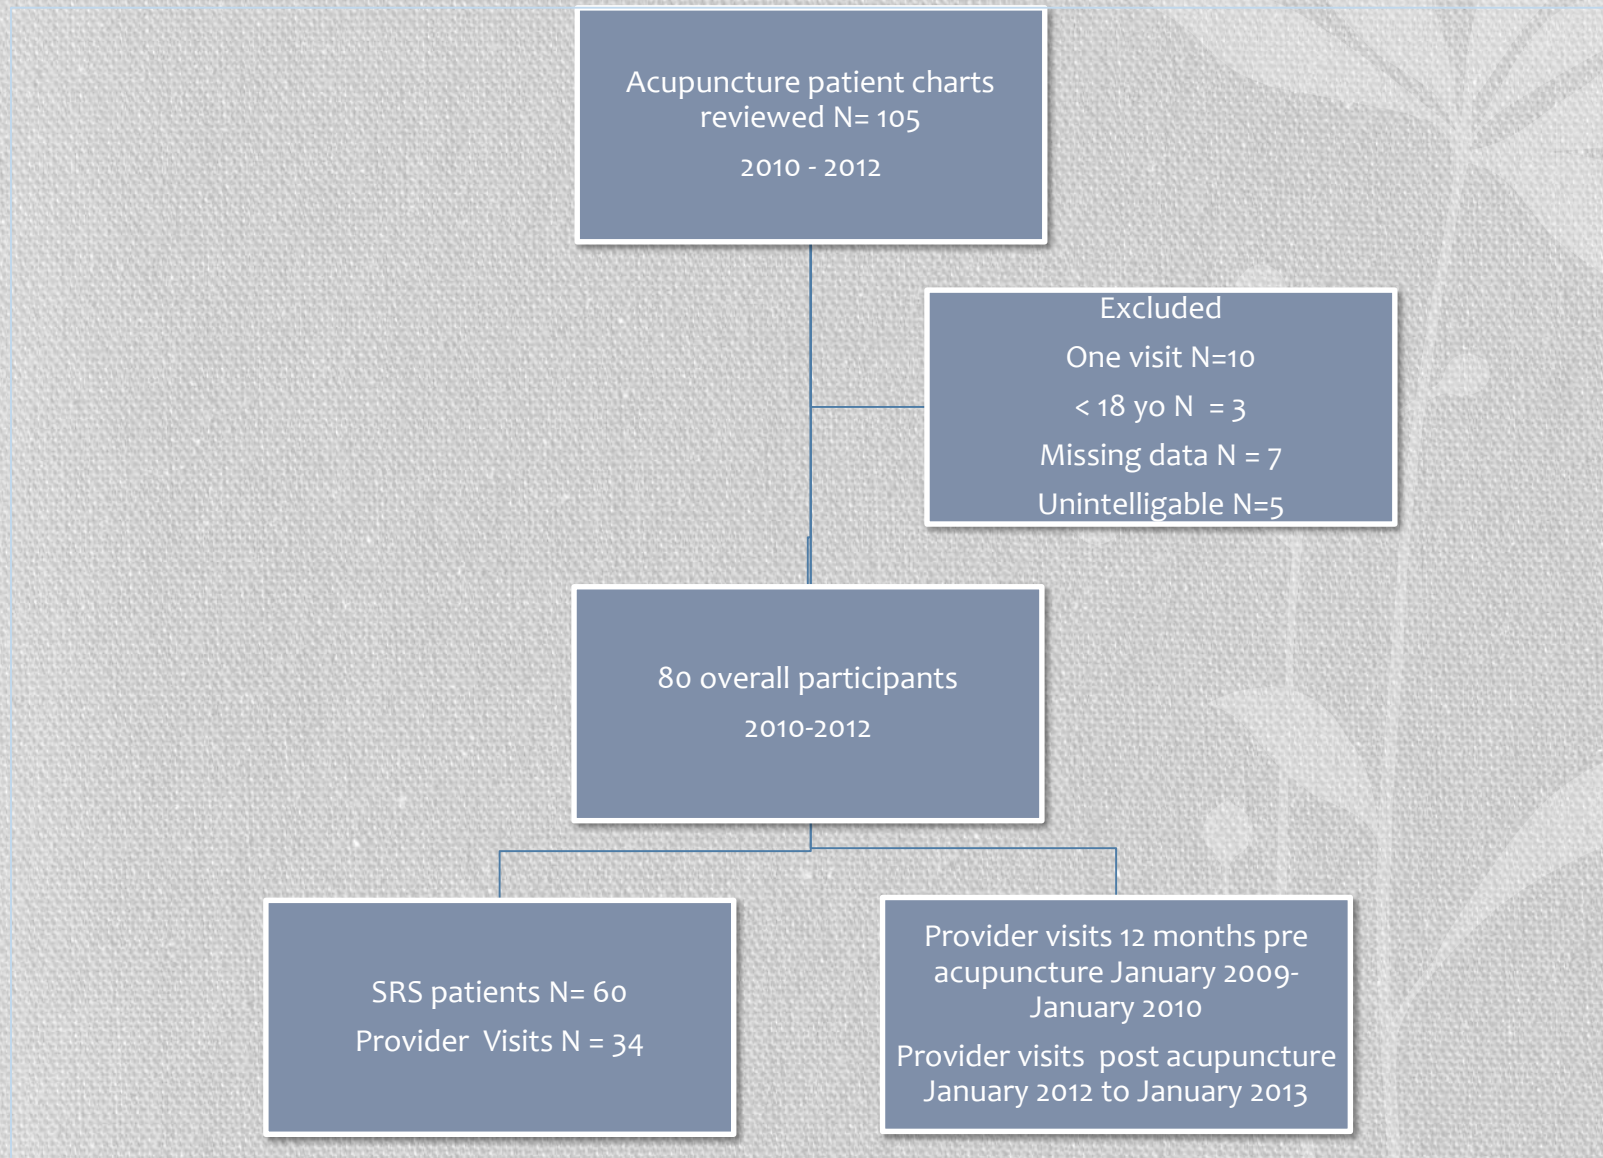 Acupuncture patient charts
reviewed N= 105
2010 - 2012
Excluded
One visit N=10
< 18 yo N  = 3
Missing data N = 7
Unintelligable N=5
80 overall participants
2010-2012
SRS patients N= 60
Provider  Visits N = 34
Provider visits 12 months pre
acupuncture January 2009-
January 2010
Provider visits  post acupuncture
January 2012 to January 2013